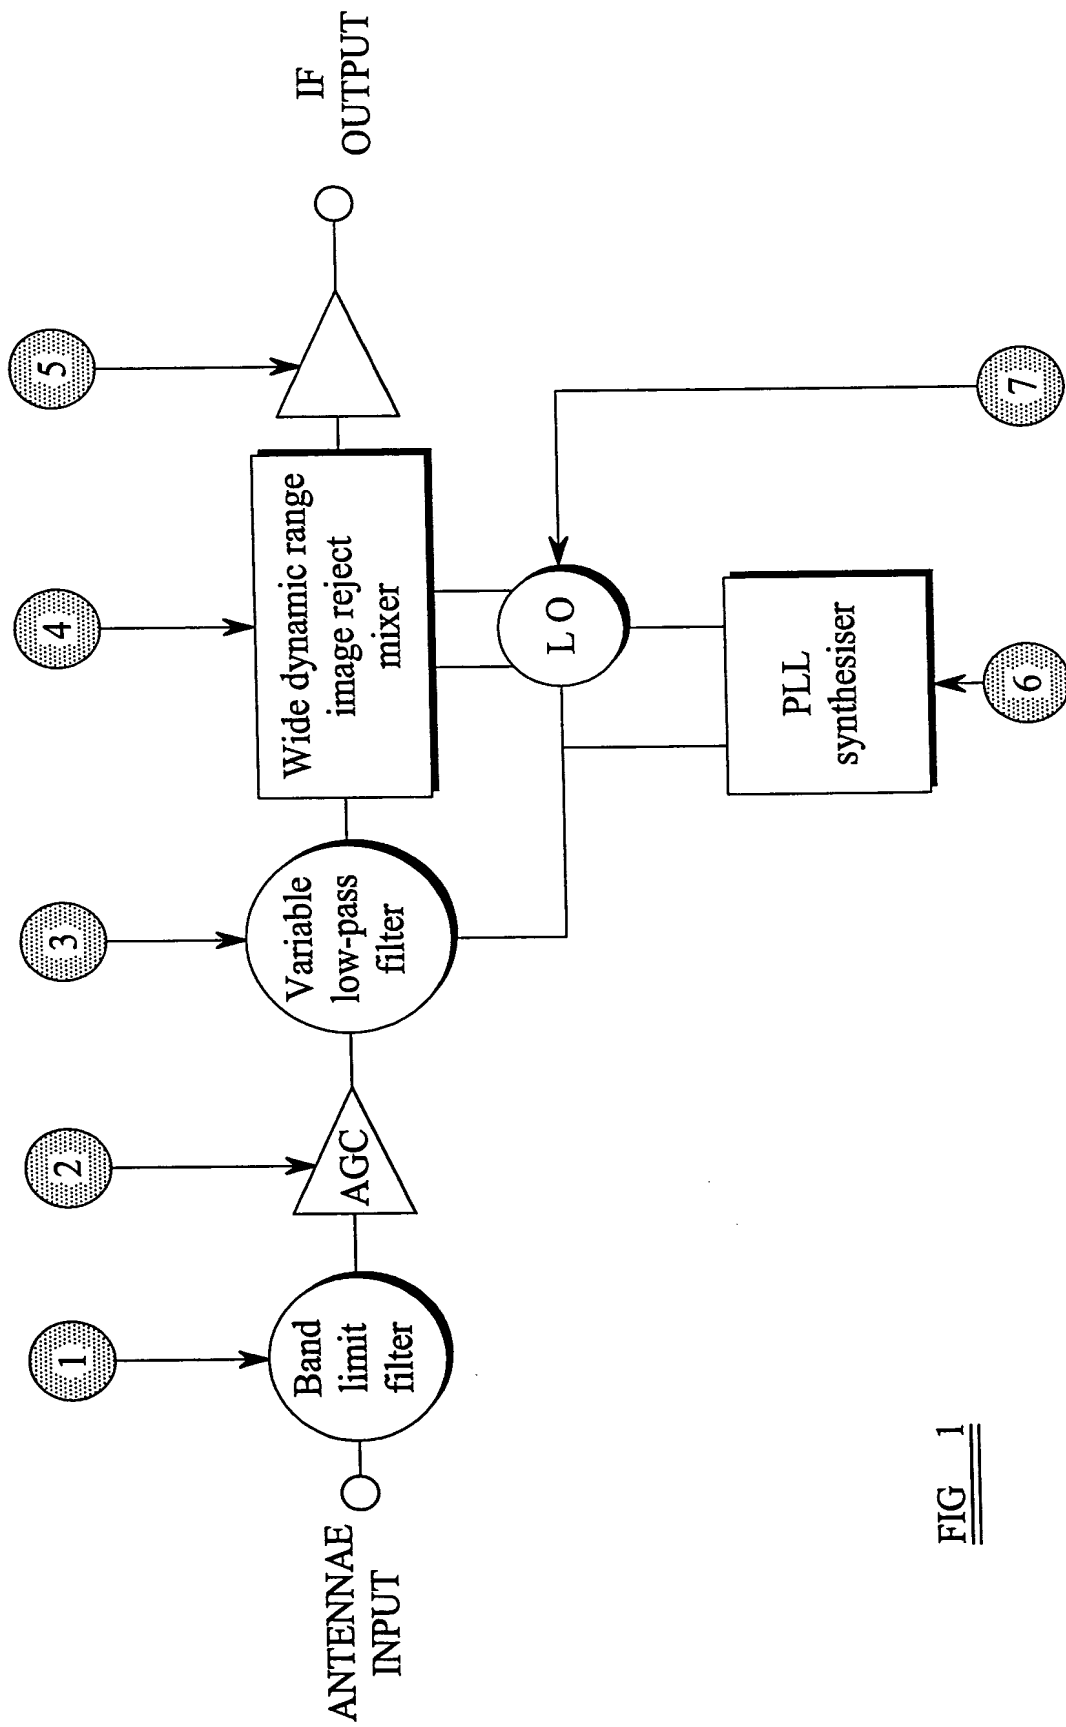 1
2
3
4
5
ANTENNAE
INPUT
Band
limit
filter
AGC
Variable
low-pass
filter
Wide dynamic range
image reject
mixer
IF
OUTPUT
L O
PLL
synthesiser
6
7
FIG 1